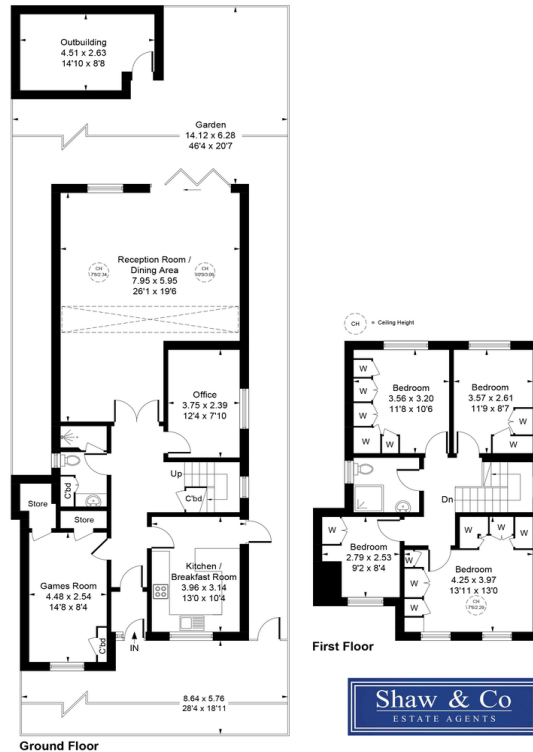 Outbuilding
4.51 x 2.63
14'10 x 8'8
Garden
14.12 x 6.28
46'4 x 20'7
Reception Room /
Dining Area
7.95 x 5.95
26'1 x 19'6
CH
CH
Office
3.75 x 2.39
12'4 x 7'10
Up
C'bd
C'bd
Store
Store
Games Room
4.48 x 2.54
14'8 x 8'4
C'bd
Kitchen /
Breakfast Room
3.96 x 3.14
13'0 x 10'4
IN
8.64 x 5.76
28'4 x 18'11
Ground Floor
CH = Ceiling Height
W
W
W
W
W
Bedroom
3.56 x 3.20
11'8 x 10'6
Bedroom
3.57 x 2.61
11'9 x 8'7
W
W
Dn
W
Bedroom
2.79 x 2.53
9'2 x 8'4
W
W
W
W
W
W
W
Bedroom
4.25 x 3.97
13'11 x 13'0
CH
First Floor
Shaw & Co
ESTATE AGENTS